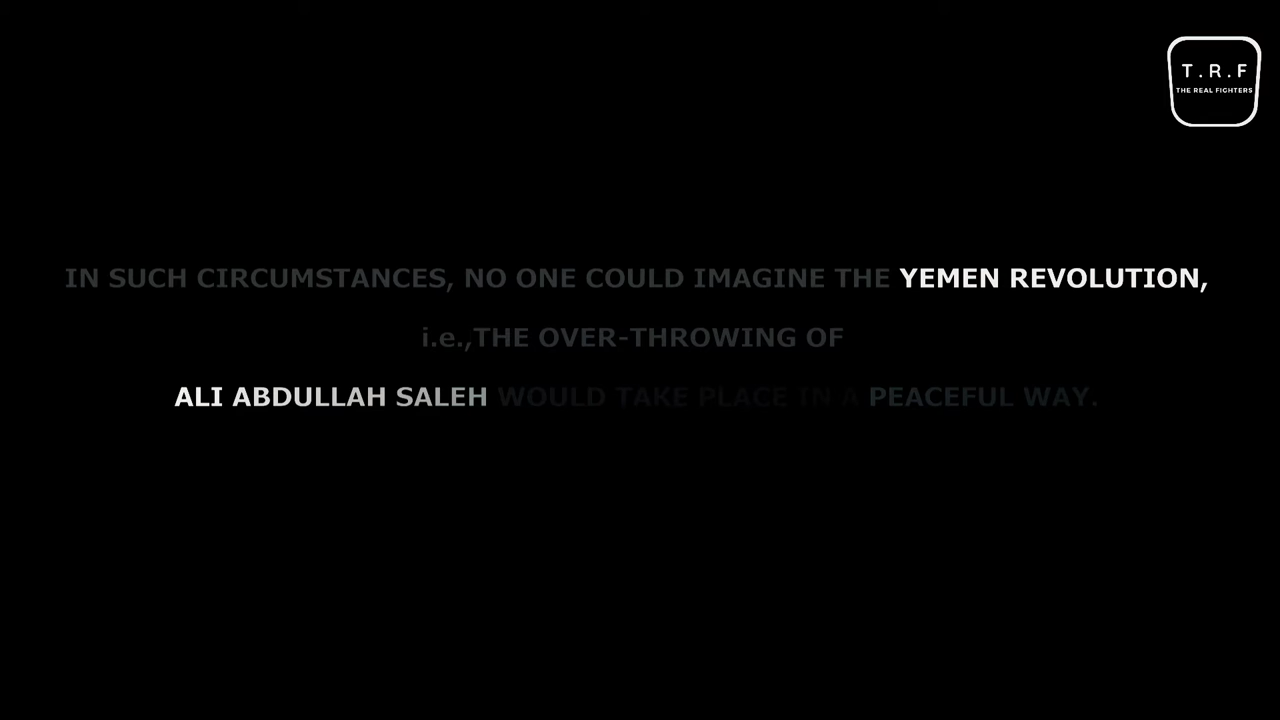 T.R.F
THE REAL FIGHTERS
IN SUCH CIRCUMSTANCES, NO ONE COULD IMAGINE THE YEMEN REVOLUTION,
i.e.,THE OVER-THROWING OF
ALI ABDULLAH SALEH WOULD TAKE PLACE IN A PEACEFUL WAY.